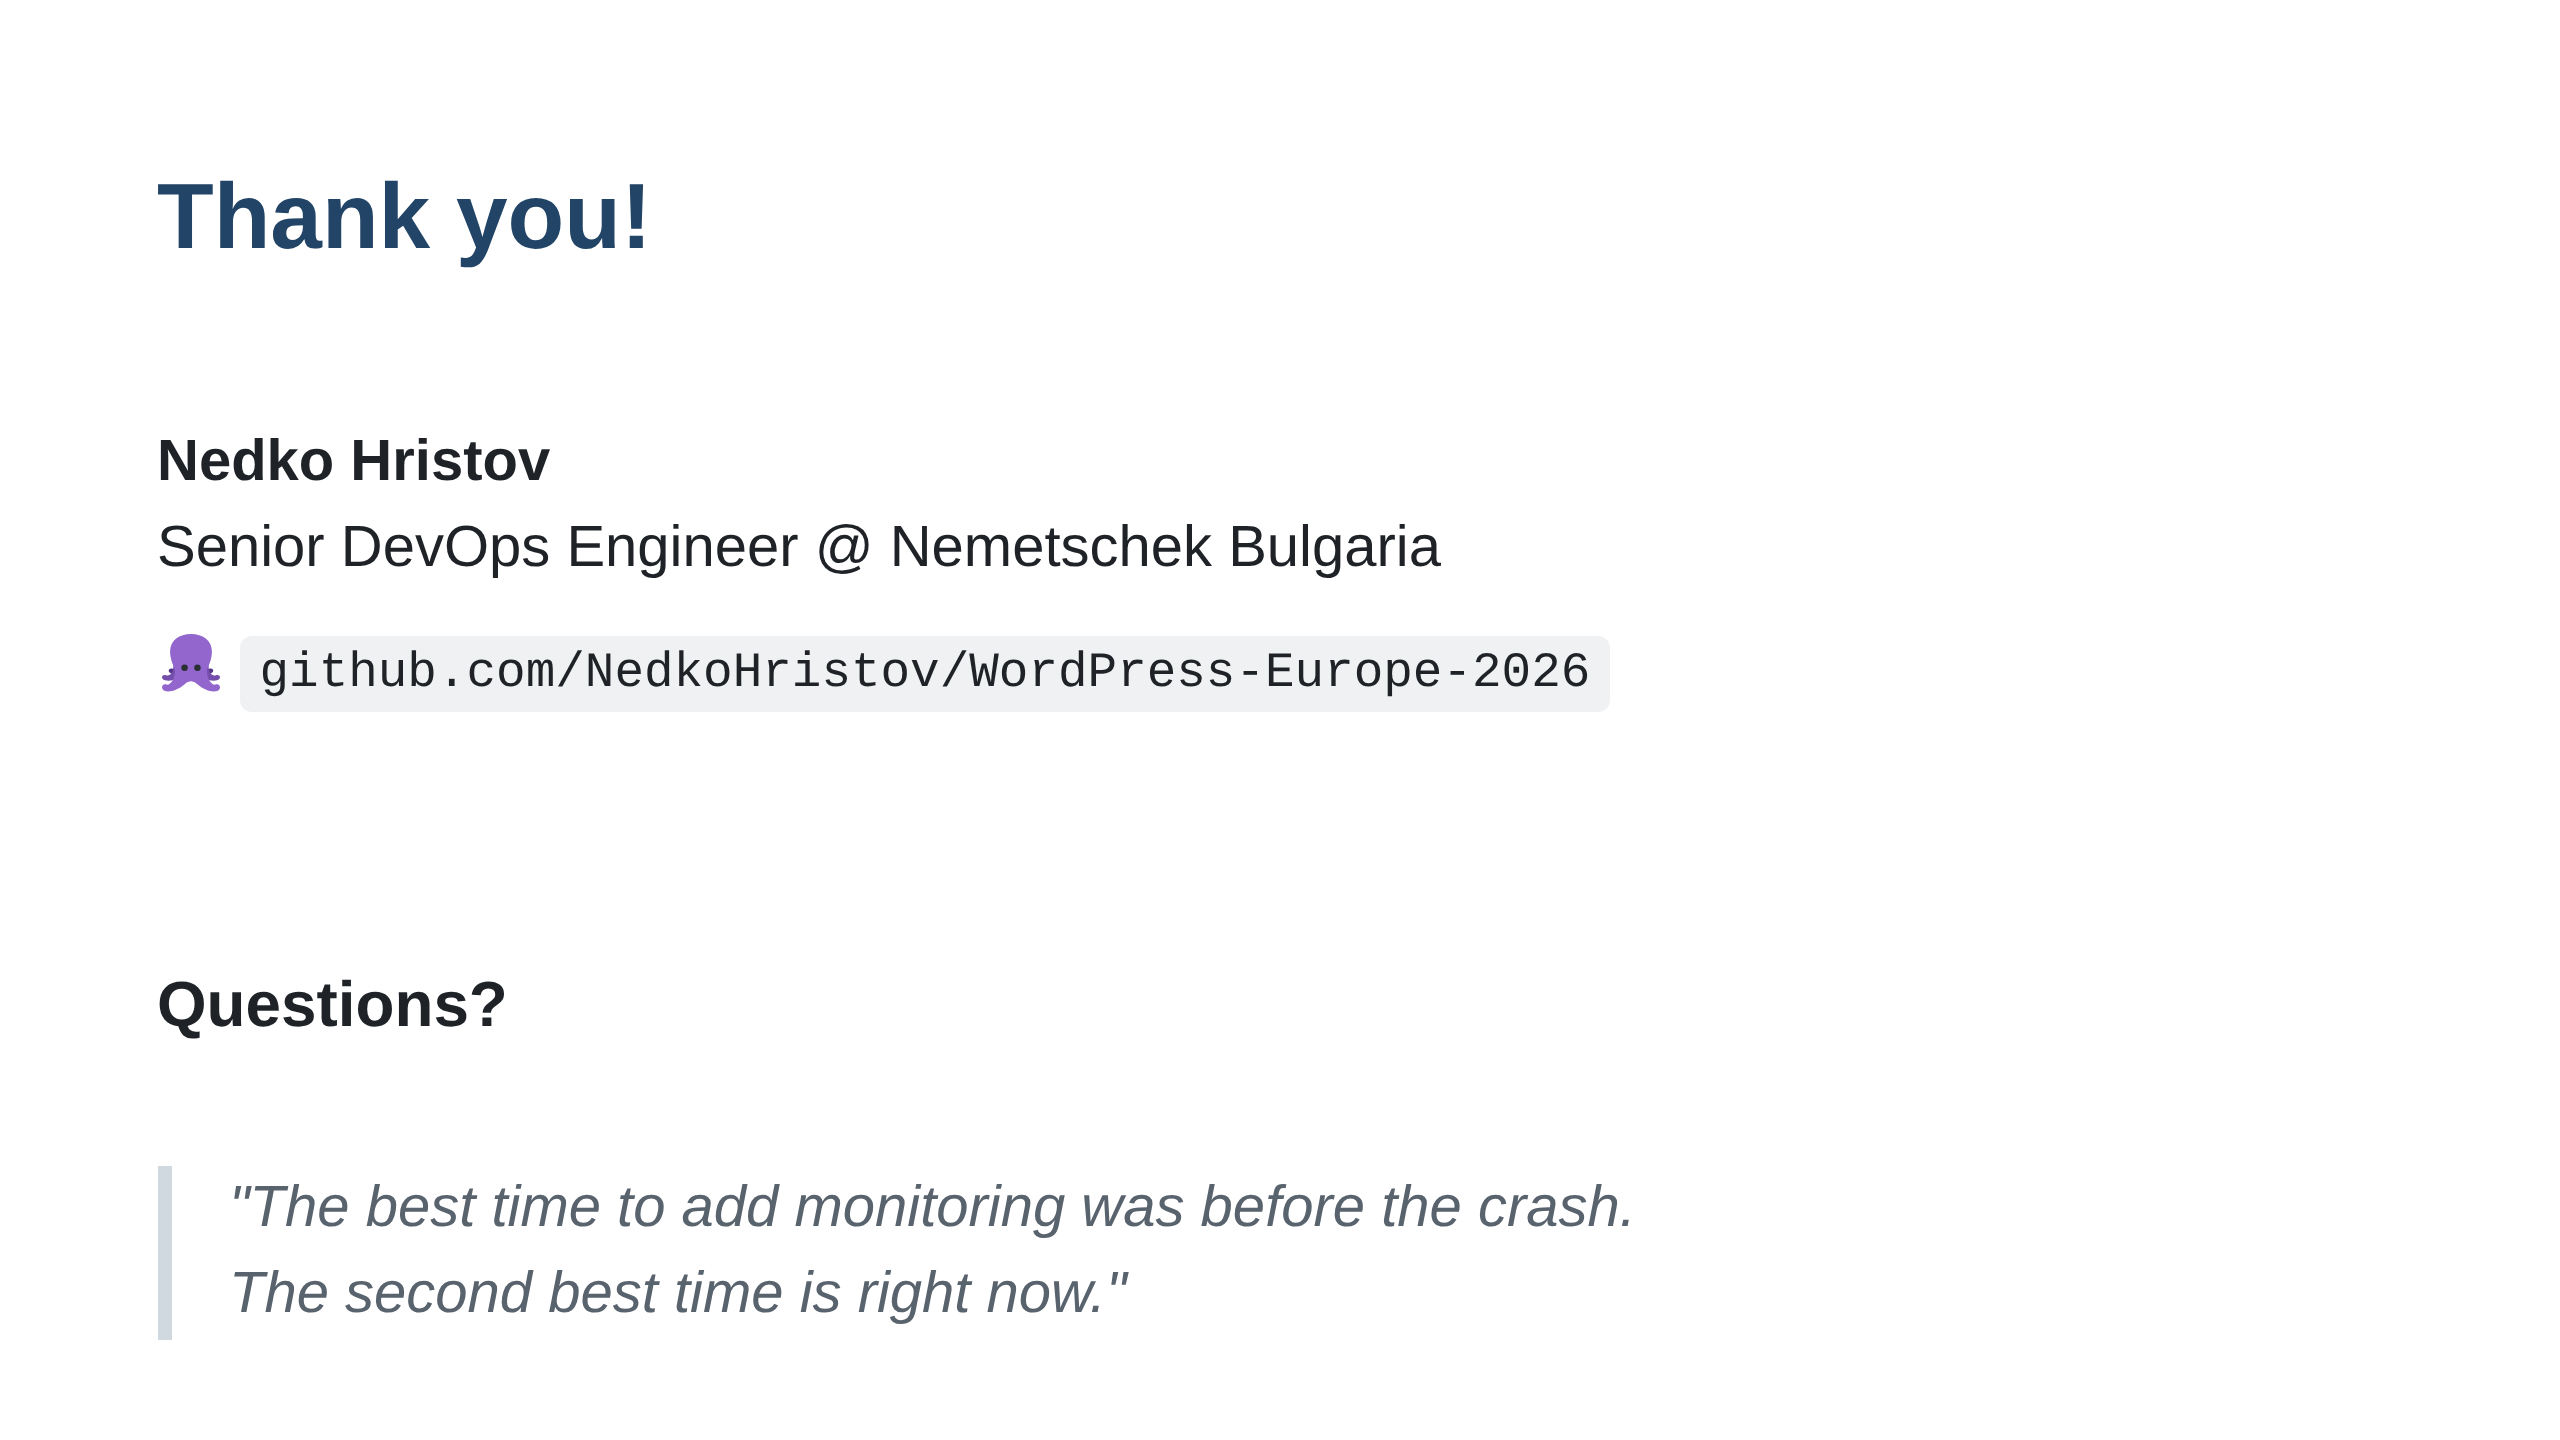 Thank you!
Nedko Hristov
Senior DevOps Engineer @ Nemetschek Bulgaria
github.com/NedkoHristov/WordPress-Europe-2026
Questions?
"The best time to add monitoring was before the crash.
The second best time is right now."